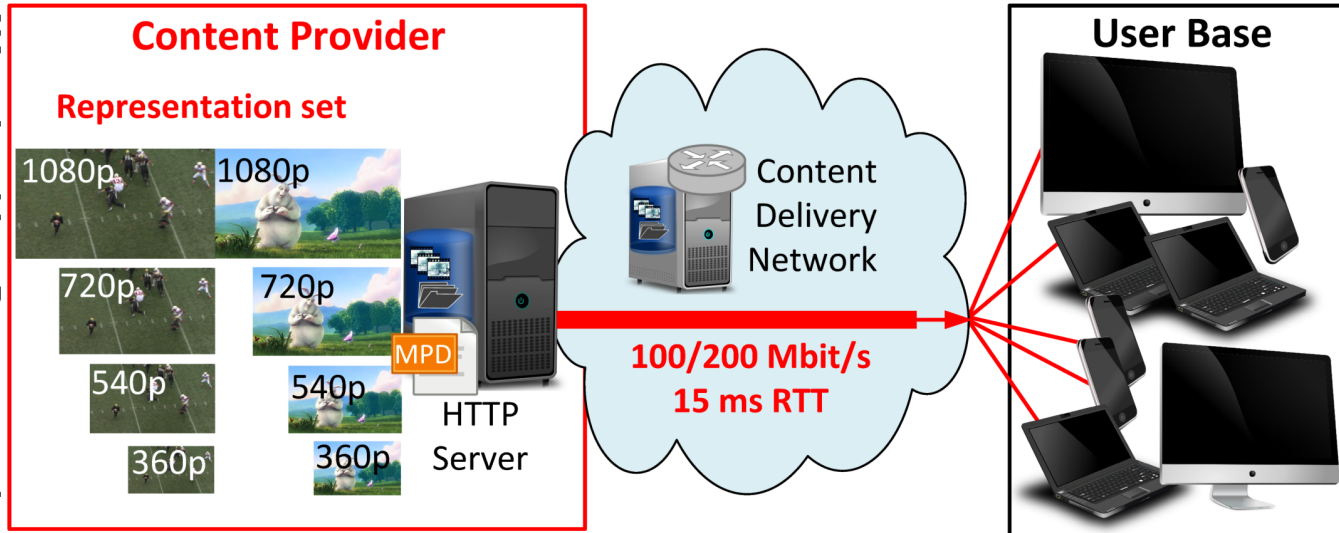 Content Provider
Representation set
1080p
1080p
720p
720p
540p
540p
360p
360p
MPD
HTTP
Server
Content
Delivery
Network
100/200 Mbit/s
15 ms RTT
User Base